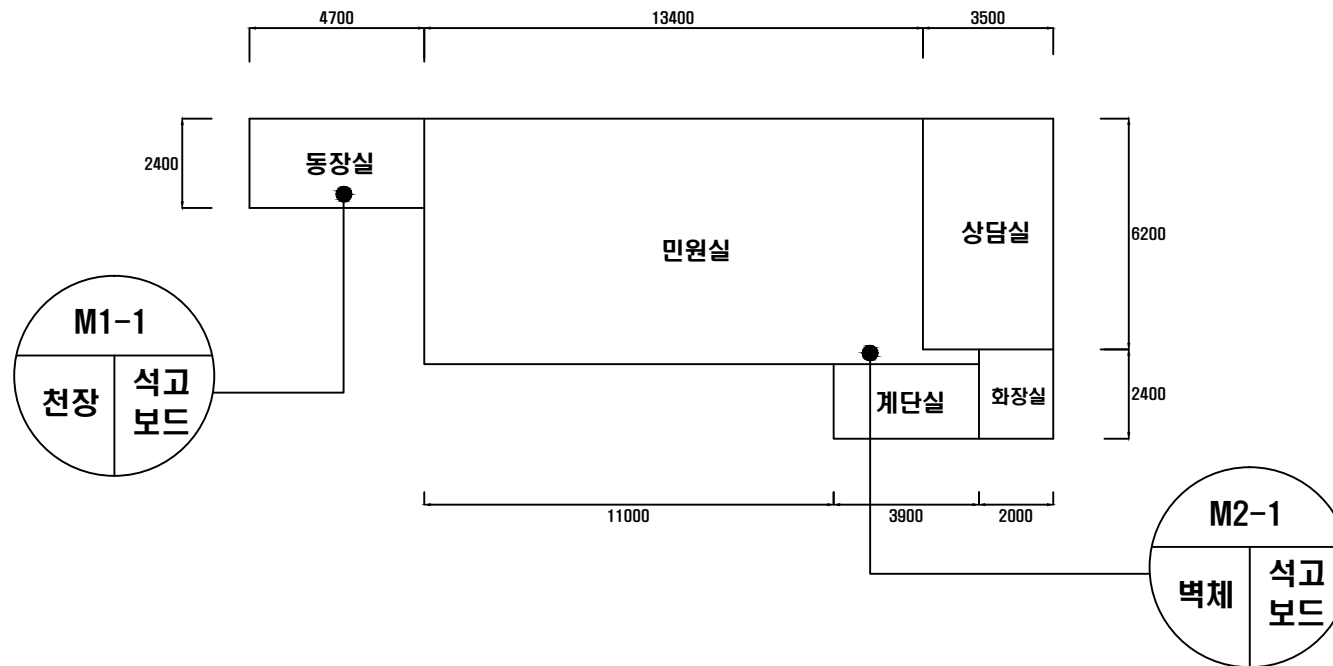 4700
13400
3500
2400
동장실
민원실
상담실
6200
M1-1
천장
석고
보드
계단실
화장실
2400
11000
3900
2000
M2-1
벽체
석고
보드